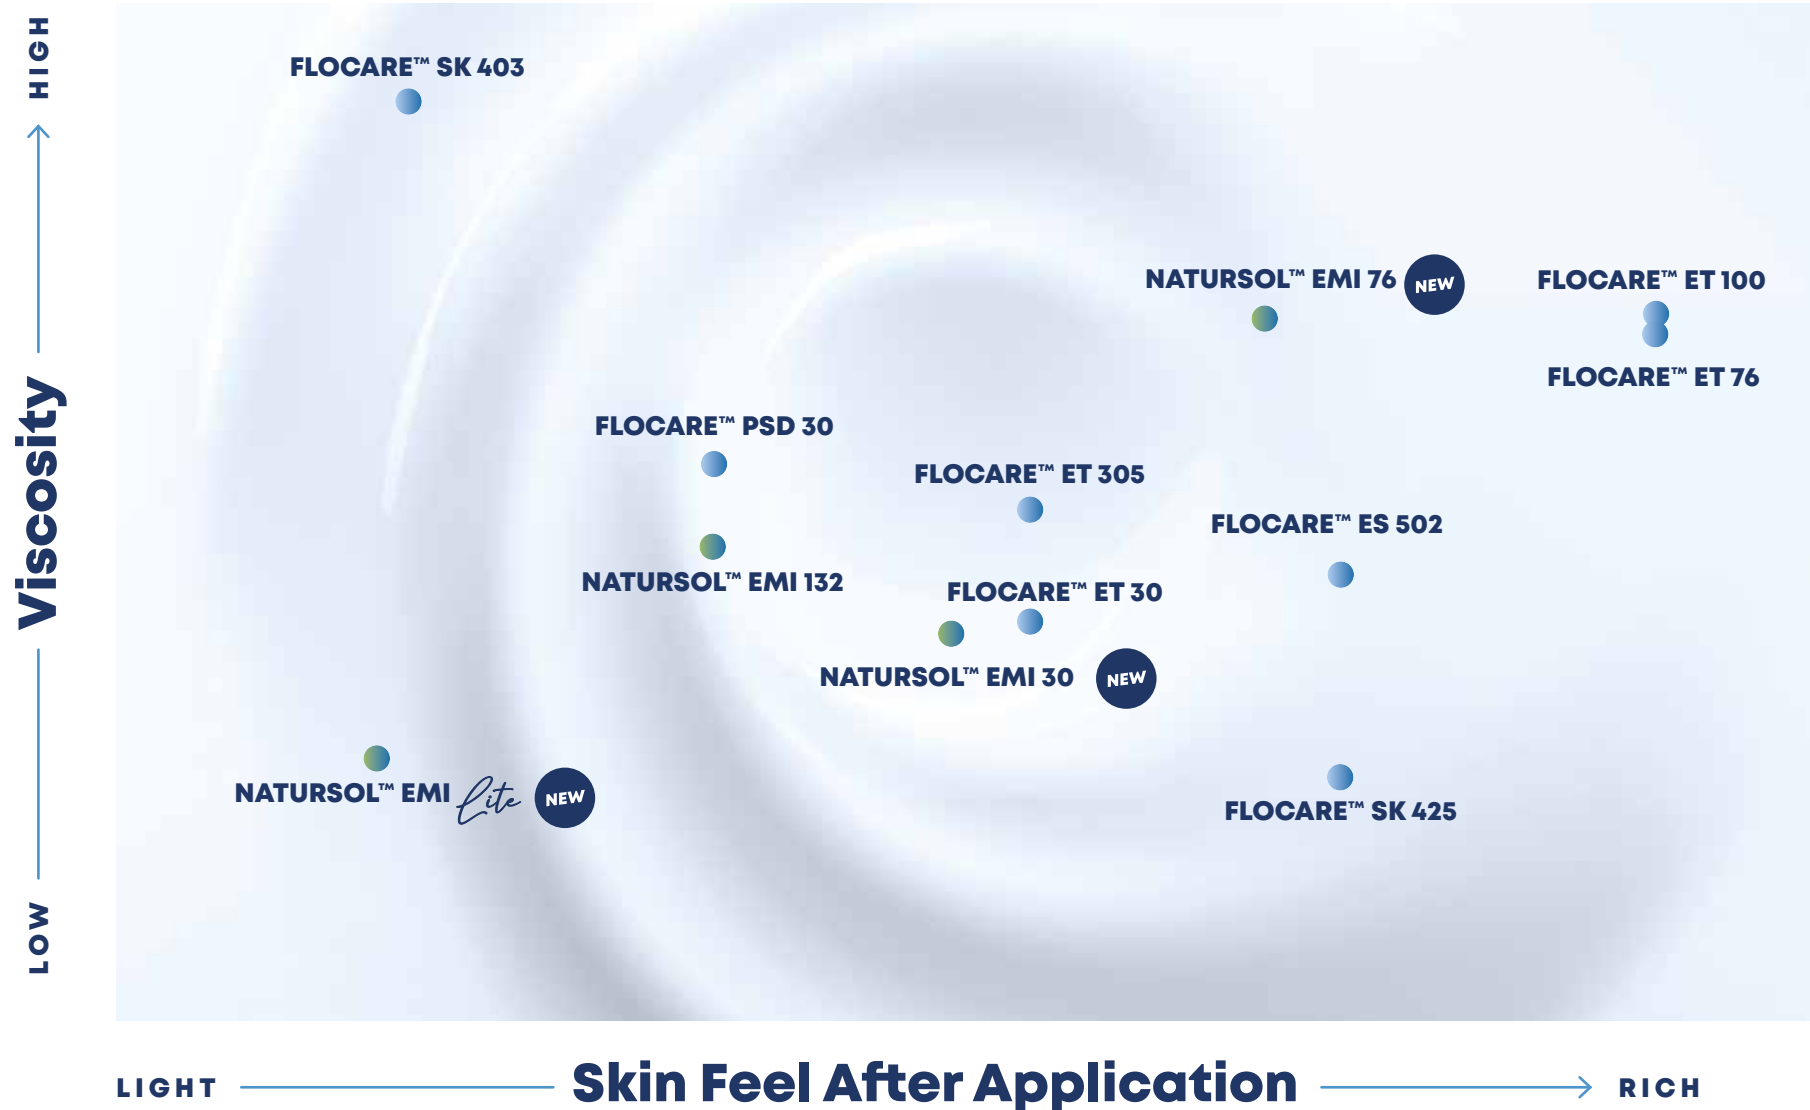 HIGH
FLOCARE™ SK 403
NATURSOL™ EMI 76 NEW
FLOCARE™ ET 100
FLOCARE™ ET 76
Viscosity
FLOCARE™ PSD 30
FLOCARE™ ET 305
FLOCARE™ ES 502
NATURSOL™ EMI 132
FLOCARE™ ET 30
NATURSOL™ EMI 30 NEW
NATURSOL™ EMI Lite NEW
FLOCARE™ SK 425
LOW
LIGHT Skin Feel After Application RICH